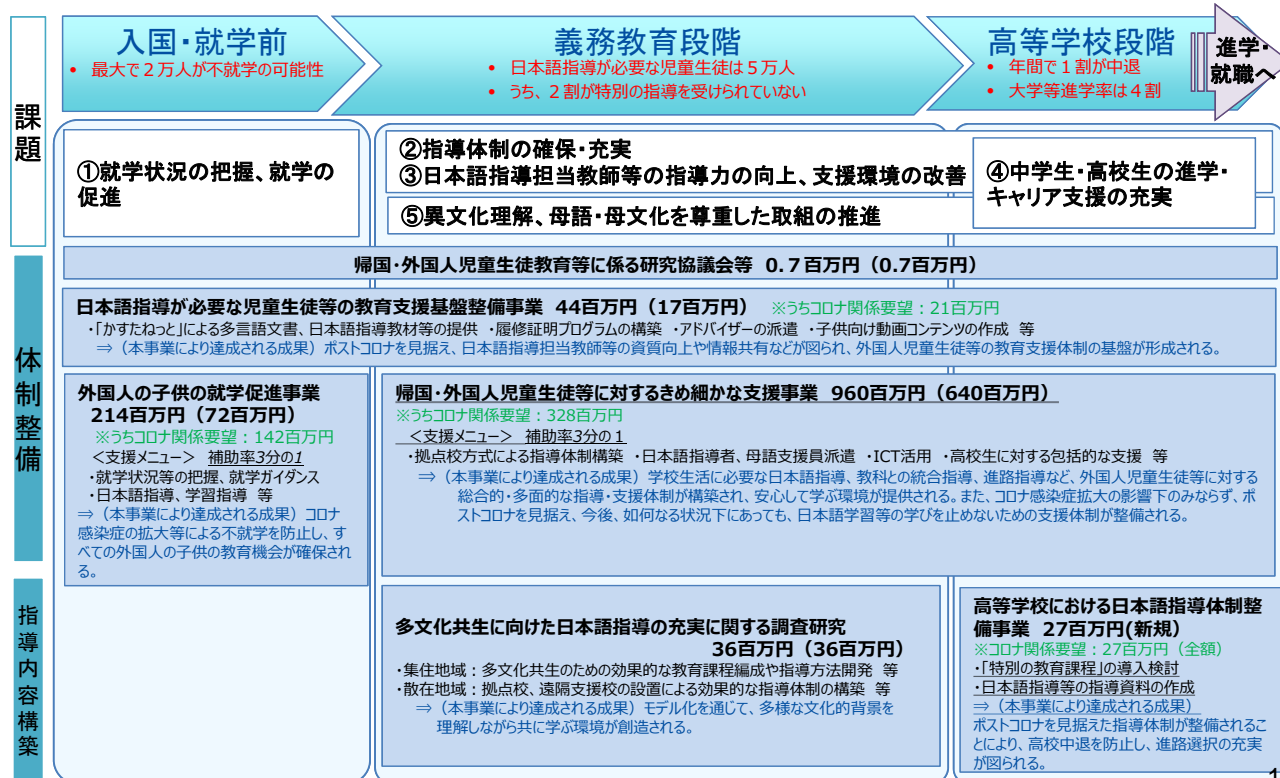 課題
入国・就学前
• 最大で２万人が不就学の可能性
義務教育段階
• 日本語指導が必要な児童生徒は５万人
• うち、２割が特別の指導を受けられていない
高等学校段階
• 年間で１割が中退
• 大学等進学率は４割
進学・
就職へ
①就学状況の把握、就学の
促進
②指導体制の確保・充実
③日本語指導担当教師等の指導力の向上、支援環境の改善
⑤異文化理解、母語・母文化を尊重した取組の推進
④中学生・高校生の進学・
キャリア支援の充実
体制整備
帰国・外国人児童生徒教育等に係る研究協議会等 ０.７百万円（0.7百万円）
日本語指導が必要な児童生徒等の教育支援基盤整備事業 44百万円（17百万円） ※うちコロナ関係要望：21百万円
・「かすたねっと」による多言語文書、日本語指導教材等の提供 ・履修証明プログラムの構築 ・アドバイザーの派遣 ・子供向け動画コンテンツの作成 等
⇒（本事業により達成される成果）ポストコロナを見据え、日本語指導担当教師等の資質向上や情報共有などが図られ、外国人児童生徒等の教育支援体制の基盤が形成される。
外国人の子供の就学促進事業
214百万円（72百万円）
※うちコロナ関係要望：142百万円
＜支援メニュー＞ 補助率3分の1
・就学状況等の把握、就学ガイダンス
・日本語指導、学習指導 等
⇒（本事業により達成される成果）コロナ
感染症の拡大等による不就学を防止し、す
べての外国人の子供の教育機会が確保され
る。
帰国・外国人児童生徒等に対するきめ細かな支援事業 960百万円（640百万円）
※うちコロナ関係要望：328百万円
＜支援メニュー＞ 補助率3分の１
・拠点校方式による指導体制構築 ・日本語指導者、母語支援員派遣 ・ICT活用 ・高校生に対する包括的な支援 等
⇒（本事業により達成される成果）学校生活に必要な日本語指導、教科との統合指導、進路指導など、外国人児童生徒等に対する
総合的・多面的な指導・支援体制が構築され、安心して学ぶ環境が提供される。また、コロナ感染症拡大の影響下のみならず、ポ
ストコロナを見据え、今後、如何なる状況下にあっても、日本語学習等の学びを止めないための支援体制が整備される。
指導内容構築
多文化共生に向けた日本語指導の充実に関する調査研究
36百万円（36百万円）
・集住地域：多文化共生のための効果的な教育課程編成や指導方法開発 等
・散在地域：拠点校、遠隔支援校の設置による効果的な指導体制の構築 等
⇒（本事業により達成される成果）モデル化を通じて、多様な文化的背景を
理解しながら共に学ぶ環境が創造される。
高等学校における日本語指導体制整
備事業 27百万円(新規)
※コロナ関係要望：27百万円（全額）
・「特別の教育課程」の導入検討
・日本語指導等の指導資料の作成
⇒（本事業により達成される成果）
ポストコロナを見据えた指導体制が整備されるこ
とにより、高校中退を防止し、進路選択の充実
が図られる。